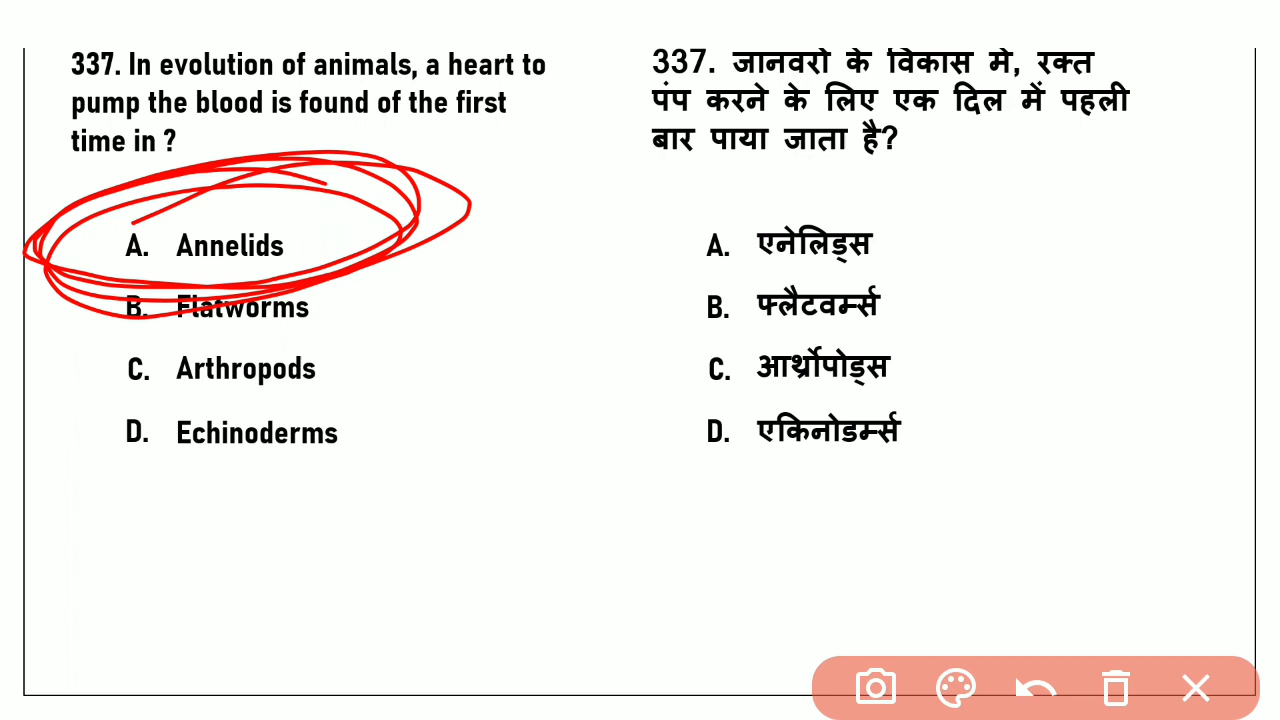 337. In evolution of animals, a heart to
pump the blood is found of the first
time in ?
A. Annelids
B. Flatworms
C. Arthropods
D. Echinoderms
337. जानवरों के विकास में, रक्त
पंप करने के लिए एक दिल में पहली
बार पाया जाता है?
A. एनेलिड्स
B. फ्लैटवर्म्स
C. आर्थ्रोपोड्स
D. एकिनोडर्म्स